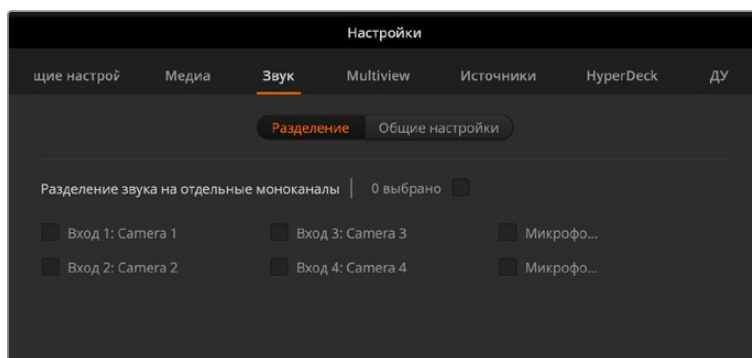 Настройки
щие настрой Медиа Звук Multiview Источники HyperDeck ДУ
Разделение Общие настройки
Разделение звука на отдельные моноканалы 0 выбрано
Вход 1: Camera 1 Вход 3: Camera 3 Микрофо...
Вход 2: Camera 2 Вход 4: Camera 4 Микрофо...